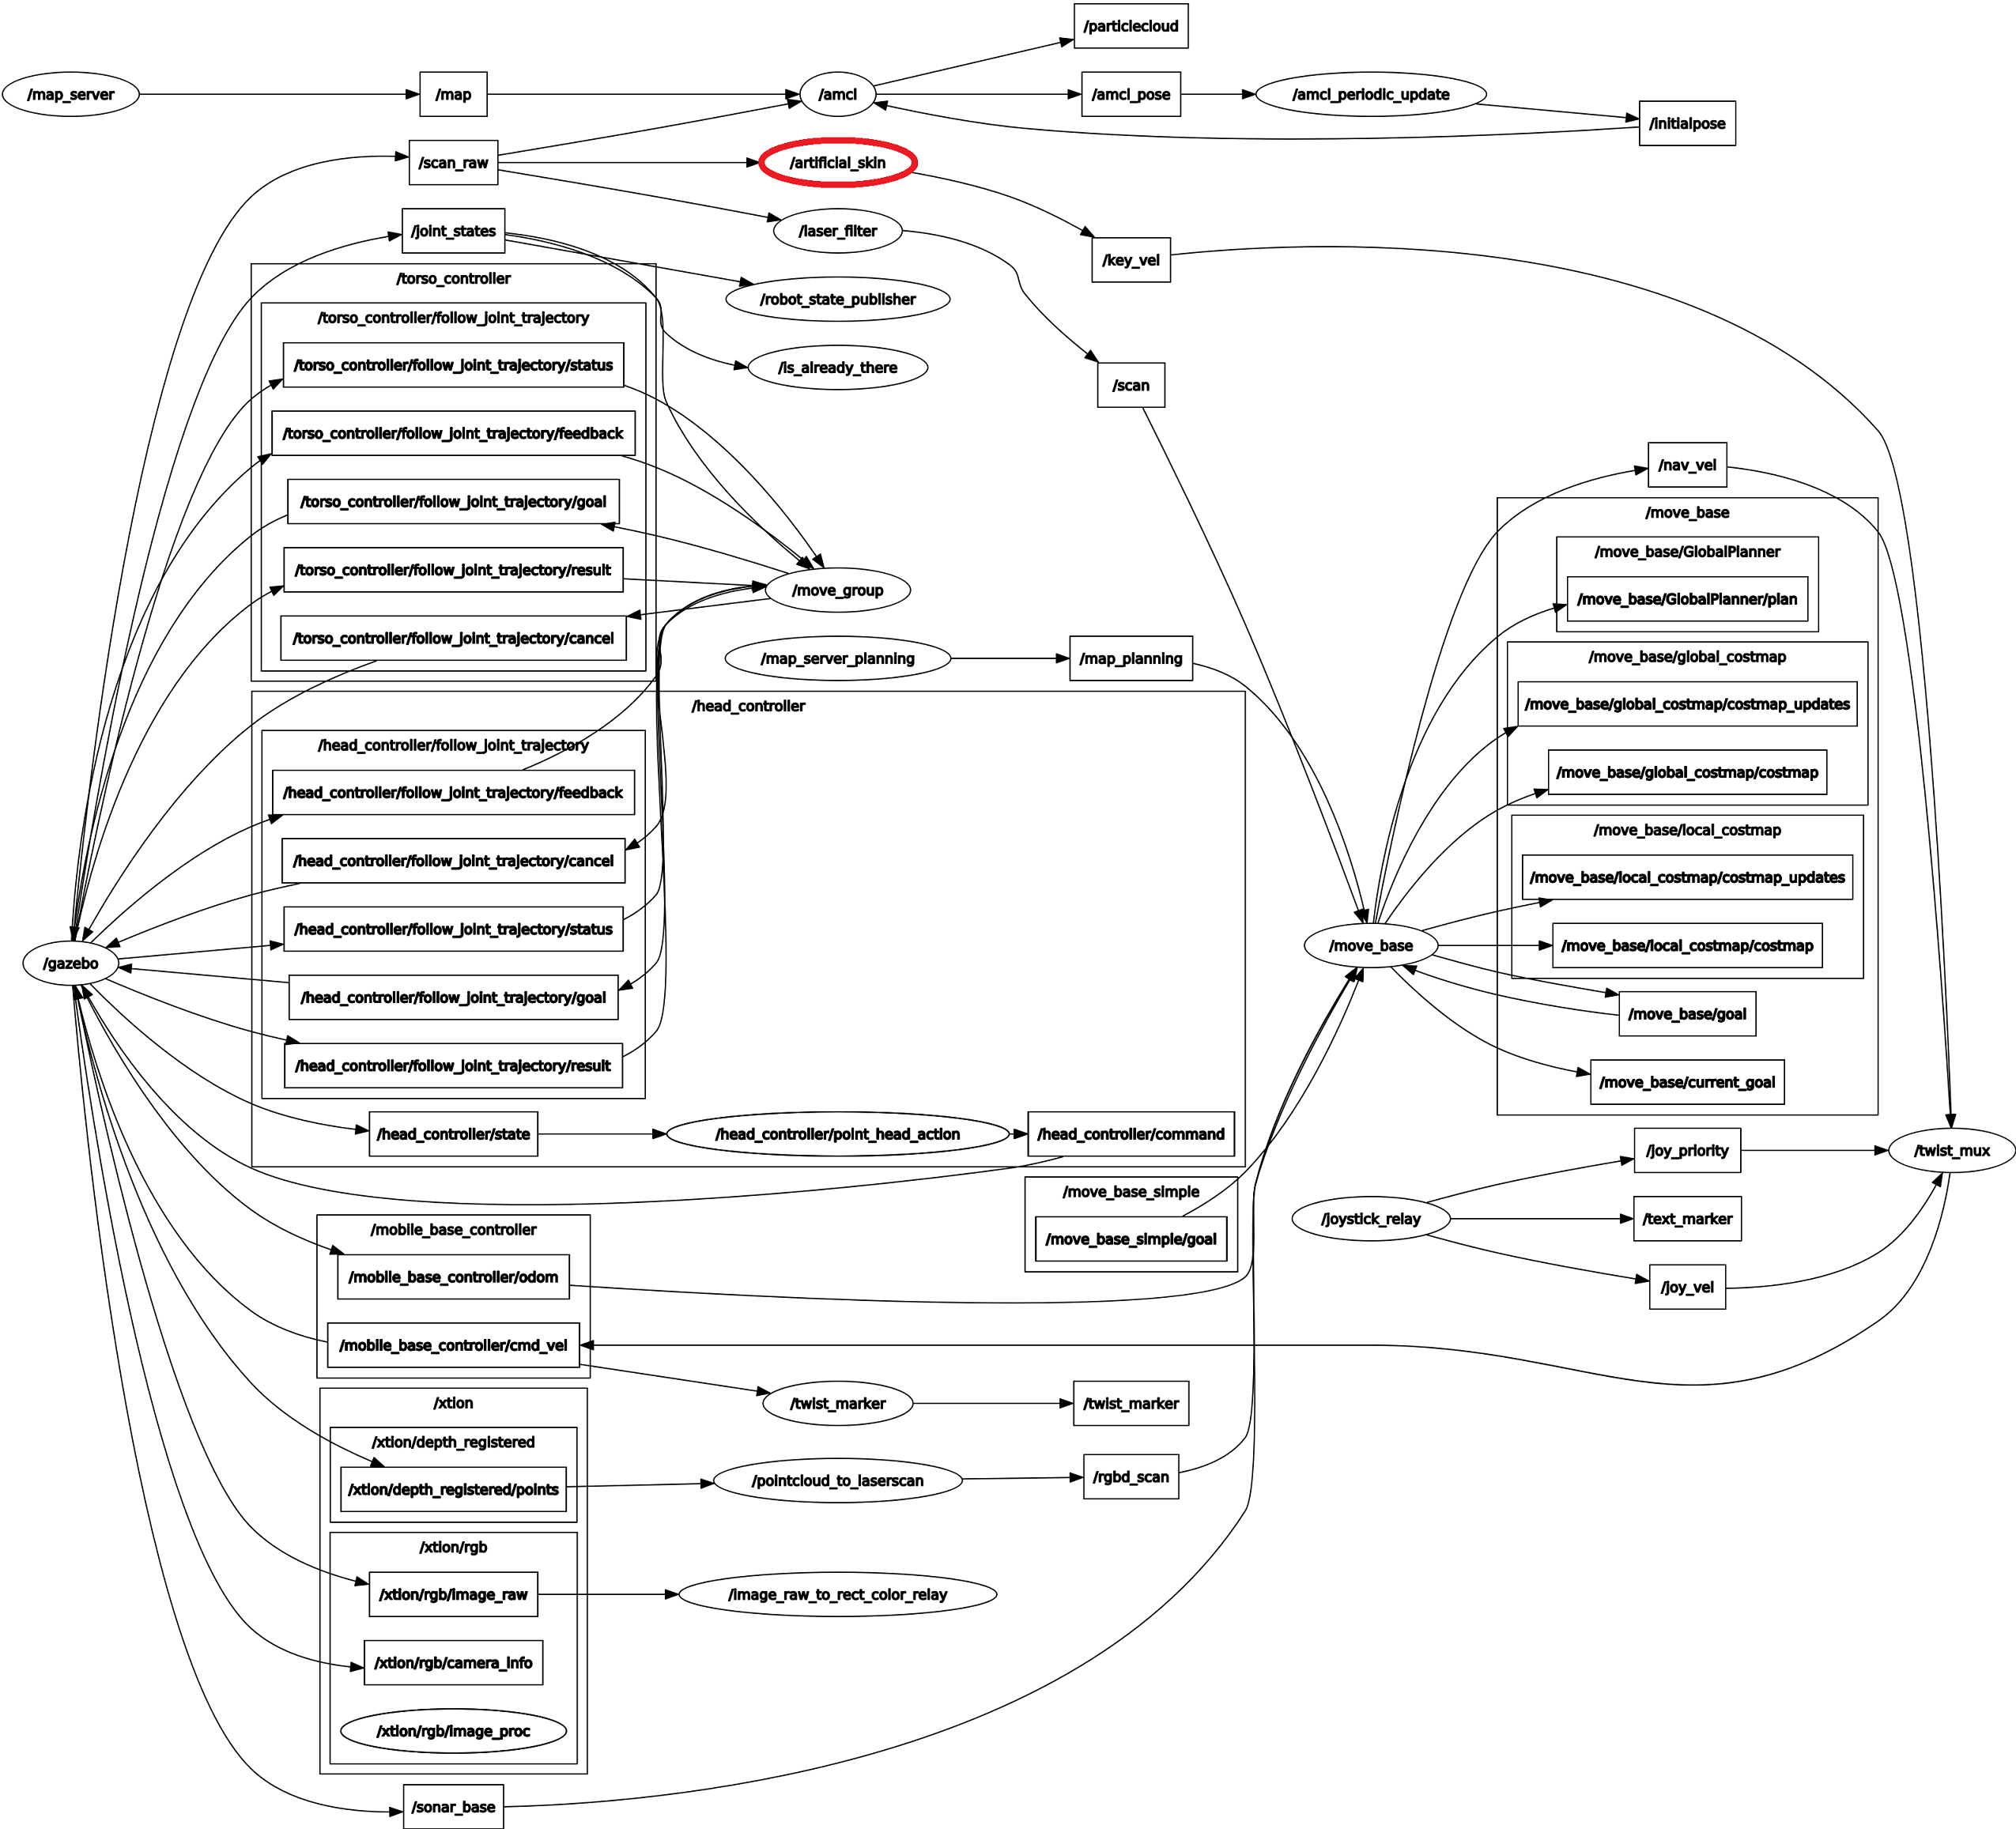 /particlecloud
/map_server
/map
/amcl
/amcl_pose
/amcl_periodic_update
/initialpose
/scan_raw
/artificial_skin
/joint_states
/laser_filter
/key_vel
/torso_controller
/robot_state_publisher
/torso_controller/follow_joint_trajectory
/torso_controller/follow_joint_trajectory/status
/is_already_there
/scan
/torso_controller/follow_joint_trajectory/feedback
/nav_vel
/torso_controller/follow_joint_trajectory/goal
/move_base
/move_base/GlobalPlanner
/torso_controller/follow_joint_trajectory/result
/move_group
/move_base/GlobalPlanner/plan
/torso_controller/follow_joint_trajectory/cancel
/map_server_planning
/map_planning
/move_base/global_costmap
/head_controller
/move_base/global_costmap/costmap_updates
/head_controller/follow_joint_trajectory
/move_base/global_costmap/costmap
/head_controller/follow_joint_trajectory/feedback
/move_base/local_costmap
/head_controller/follow_joint_trajectory/cancel
/move_base/local_costmap/costmap_updates
/head_controller/follow_joint_trajectory/status
/move_base
/move_base/local_costmap/costmap
/gazebo
/head_controller/follow_joint_trajectory/goal
/move_base/goal
/head_controller/follow_joint_trajectory/result
/move_base/current_goal
/head_controller/state
/head_controller/point_head_action
/head_controller/command
/joy_priority
/twist_mux
/move_base_simple
/joystick_relay
/text_marker
/mobile_base_controller
/move_base_simple/goal
/mobile_base_controller/odom
/joy_vel
/mobile_base_controller/cmd_vel
/xtion
/twist_marker
/twist_marker
/xtion/depth_registered
/xtion/depth_registered/points
/pointcloud_to_laserscan
/rgbd_scan
/xtion/rgb
/xtion/rgb/image_raw
/image_raw_to_rect_color_relay
/xtion/rgb/camera_info
/xtion/rgb/image_proc
/sonar_base